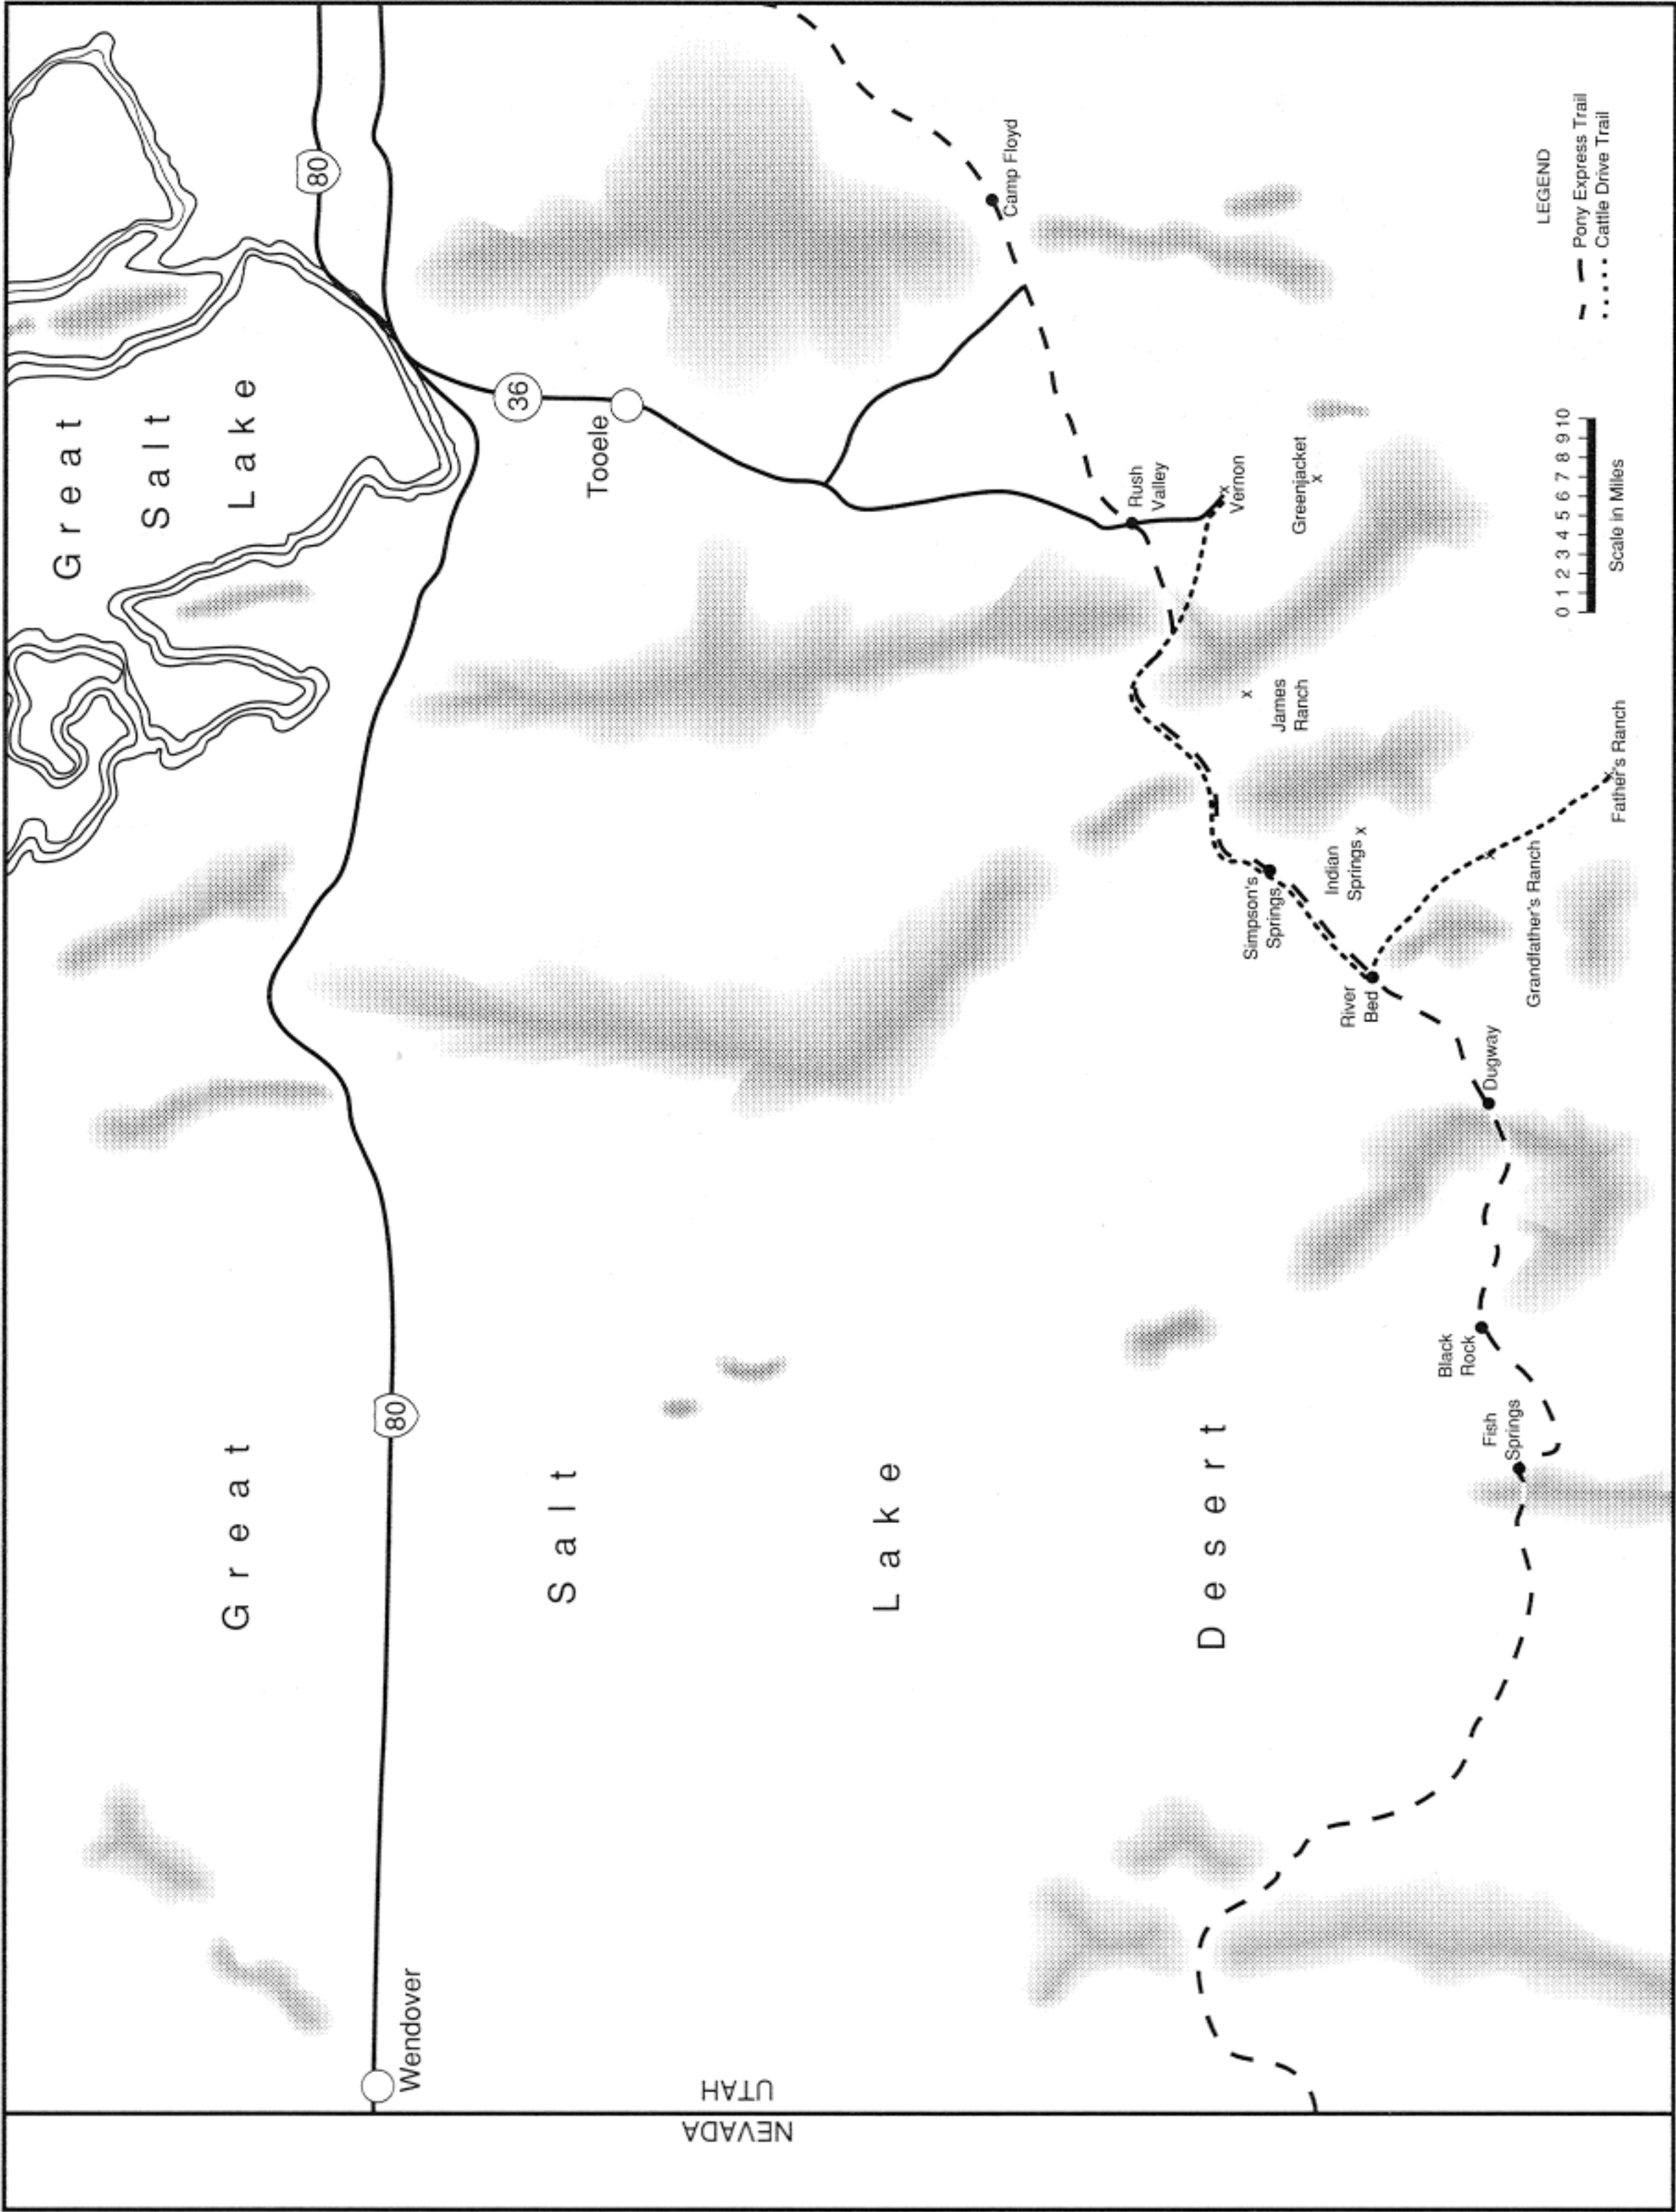 Great
Salt
Lake
80
36
Tooele
Camp Floyd
Rush
Valley
Vernon
Greenjacket
x
x
James
Ranch
x
Simpson's
Springs
Indian
Springs x
River
Bed
Father's Ranch
x
Grandfather's Ranch
x
Dugway
Black
Rock
Fish
Springs
Great
Salt
Lake
Desert
80
Wendover
UTAH
NEVADA
0 1 2 3 4 5 6 7 8 9 10
Scale in Miles
LEGEND
Pony Express Trail
Cattle Drive Trail